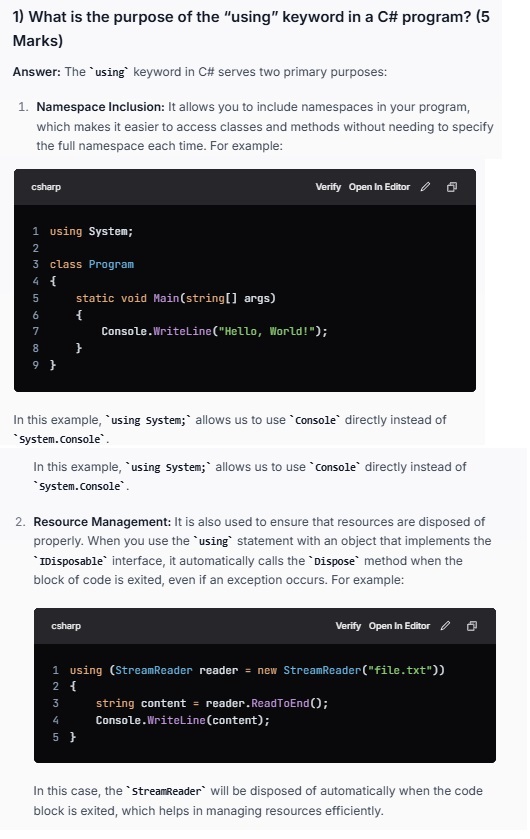 1) What is the purpose of the “using” keyword in a C# program? (5
Marks)
Answer: The `using` keyword in C# serves two primary purposes:
1. Namespace Inclusion: It allows you to include namespaces in your program,
which makes it easier to access classes and methods without needing to specify
the full namespace each time. For example:
csharp Verify Open In Editor
1 using System;
2
3 class Program
4 {
5     static void Main(string[] args)
6     {
7         Console.WriteLine("Hello, World!");
8     }
9 }
In this example, `using System;` allows us to use `Console` directly instead of
`System.Console`.
In this example, `using System;` allows us to use `Console` directly instead of
`System.Console`.
2. Resource Management: It is also used to ensure that resources are disposed of
properly. When you use the `using` statement with an object that implements the
`IDisposable` interface, it automatically calls the `Dispose` method when the
block of code is exited, even if an exception occurs. For example:
csharp Verify Open In Editor
1 using (StreamReader reader = new StreamReader("file.txt"))
2 {
3     string content = reader.ReadToEnd();
4     Console.WriteLine(content);
5 }
In this case, the `StreamReader` will be disposed of automatically when the code
block is exited, which helps in managing resources efficiently.